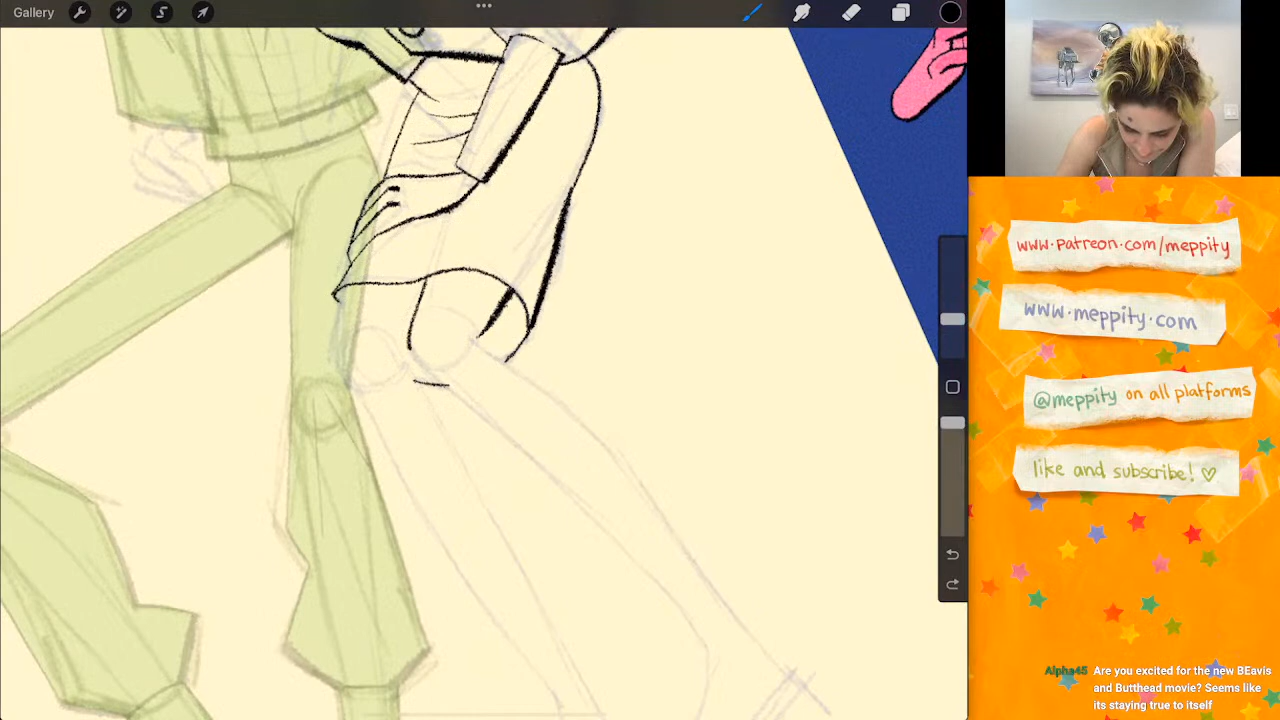 Gallery
www.patreon.com/meppity
www.meppity.com
@meppity on all platforms
like and subscribe! ♡
Alpha45 Are you excited for the new BEavis
and Butthead movie? Seems like
its staying true to itself